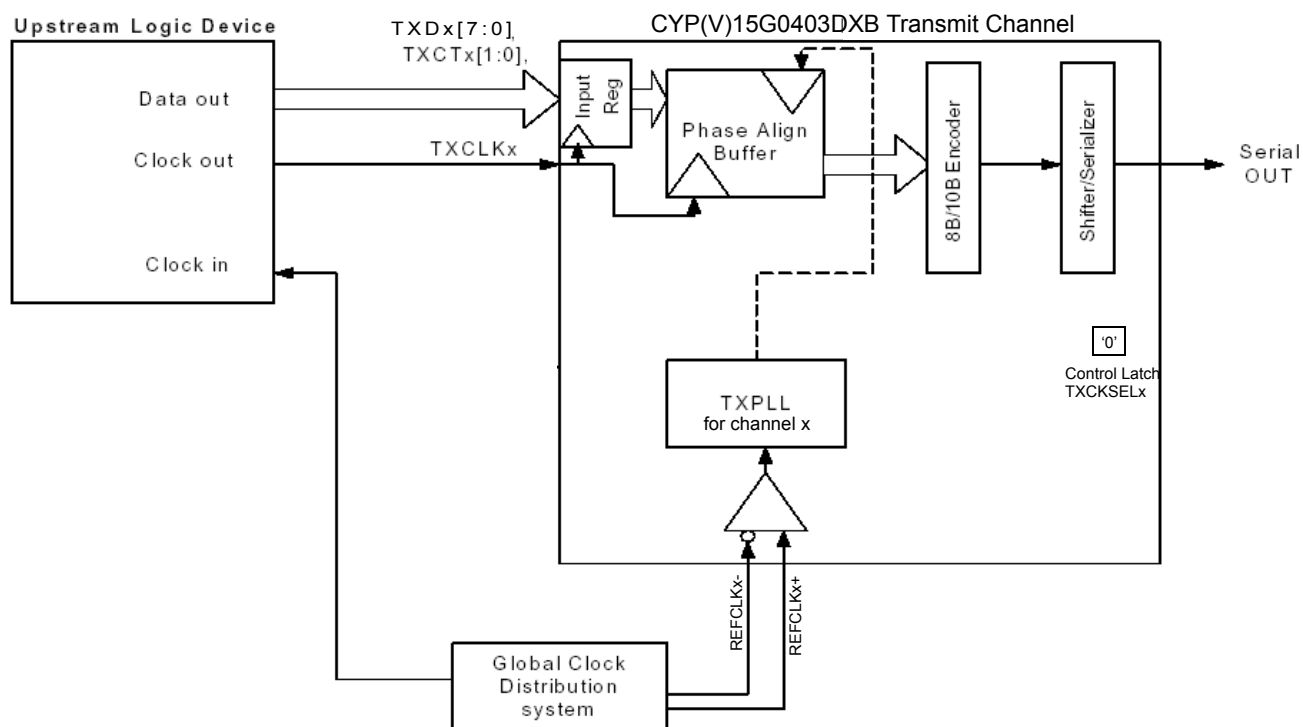 CYP(V)15G0403DXB Transmit Channel
Upstream Logic Device
TXDx[7:0],
TXCTx[1:0],
Data out
Clock out
Clock in
TXCLKx
Input
Reg
Phase Align
Buffer
8B/10B Encoder
Shifter/Serializer
Serial
OUT
'0'
Control Latch
TXCKSELx
TXPLL
for channel x
REFCLKx-
REFCLKx+
Global Clock
Distribution
system